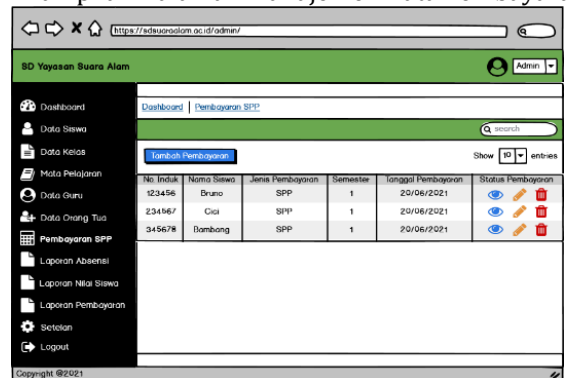 https://sdsuaraalam.ac.id/admin/
SD Yayasan Suara Alam
Admin
Dashboard
Data Siswa
Data Kelas
Mata Pelajaran
Data Guru
Data Orang Tua
Pembayaran SPP
Laporan Absensi
Laporan Nilai Siswa
Laporan Pembayaran
Setelan
Logout
Dashboard | Pembayaran SPP
search
Tambah Pembayaran Show 10 entries
No. Induk Nama Siswa Jenis Pembayaran Semester Tanggal Pembayaran Status Pembayaran
123456 Bruno SPP 1 20/06/2021
234567 Cici SPP 1 20/06/2021
345678 Bambang SPP 1 20/06/2021
Copyright @2021